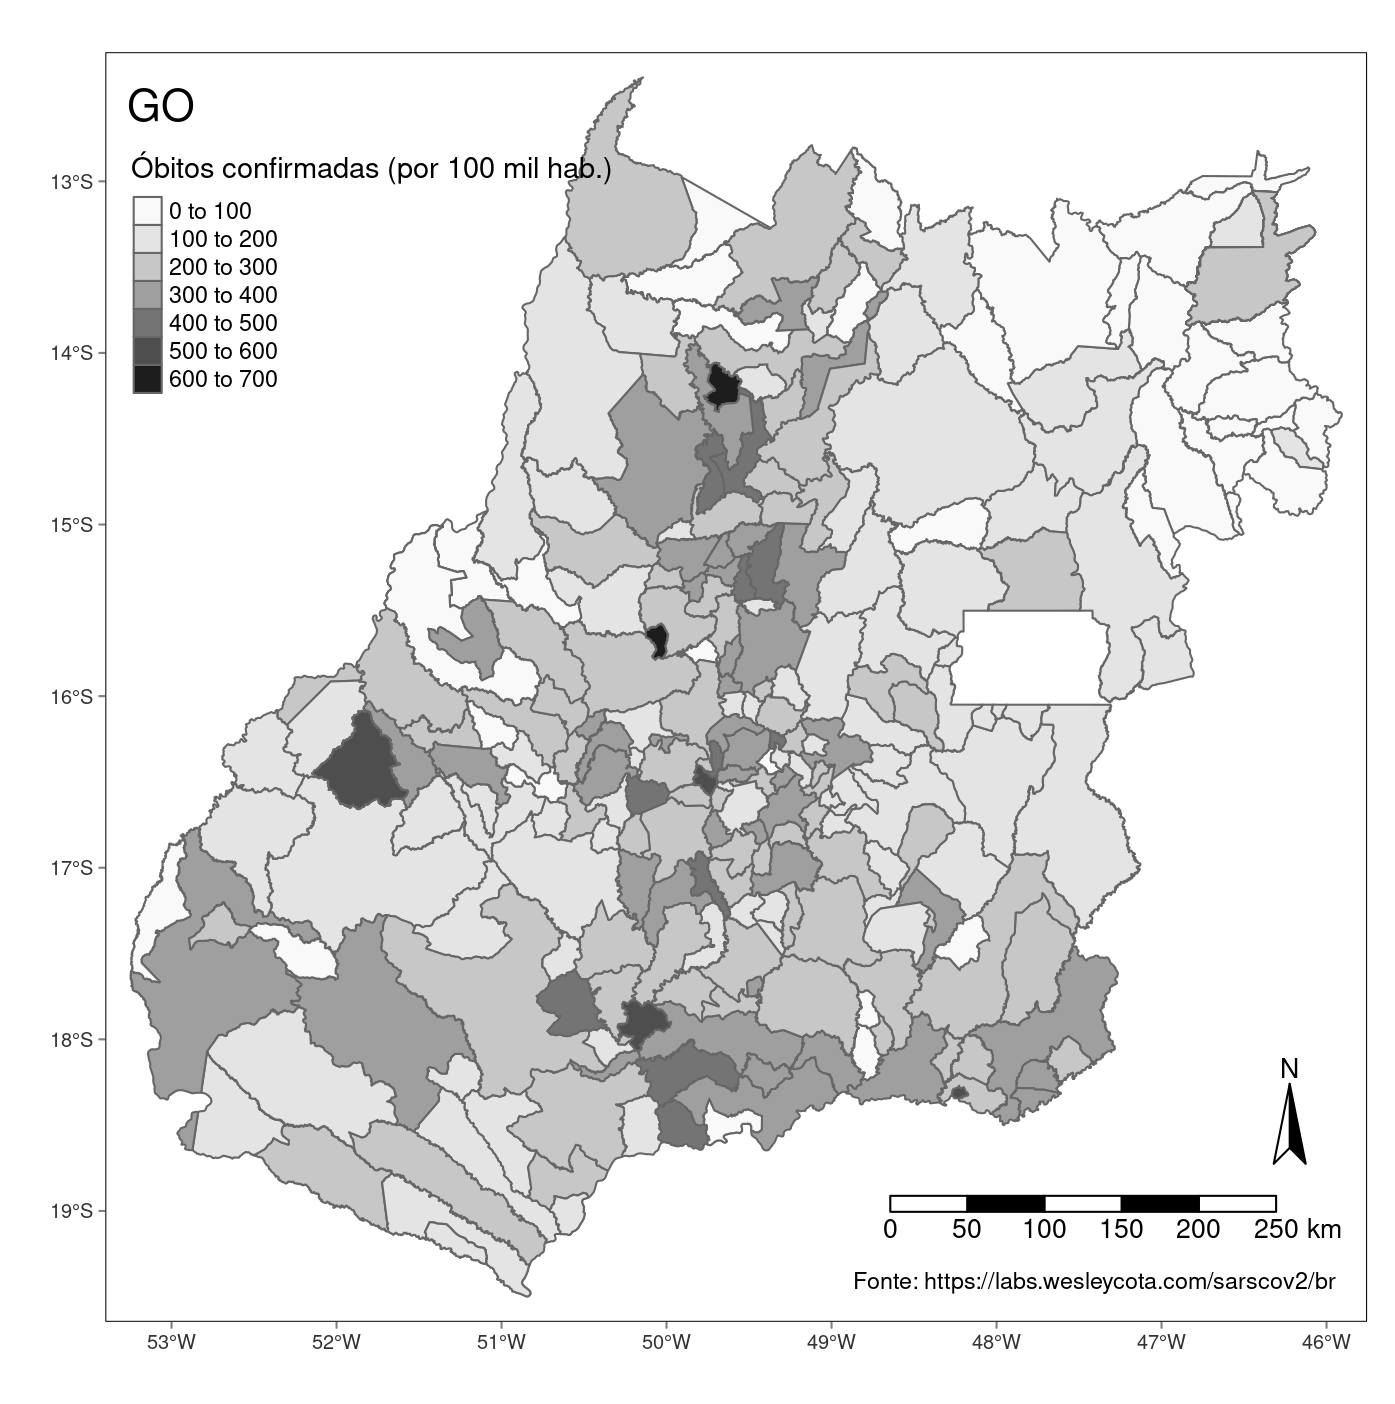 GO
Óbitos confirmadas (por 100 mil hab.)
0 to 100
100 to 200
200 to 300
300 to 400
400 to 500
500 to 600
600 to 700
13°S
14°S
15°S
16°S
17°S
18°S
19°S
N
0 50 100 150 200 250 km
Fonte: https://labs.wesleycota.com/sarscov2/br
53°W 52°W 51°W 50°W 49°W 48°W 47°W 46°W